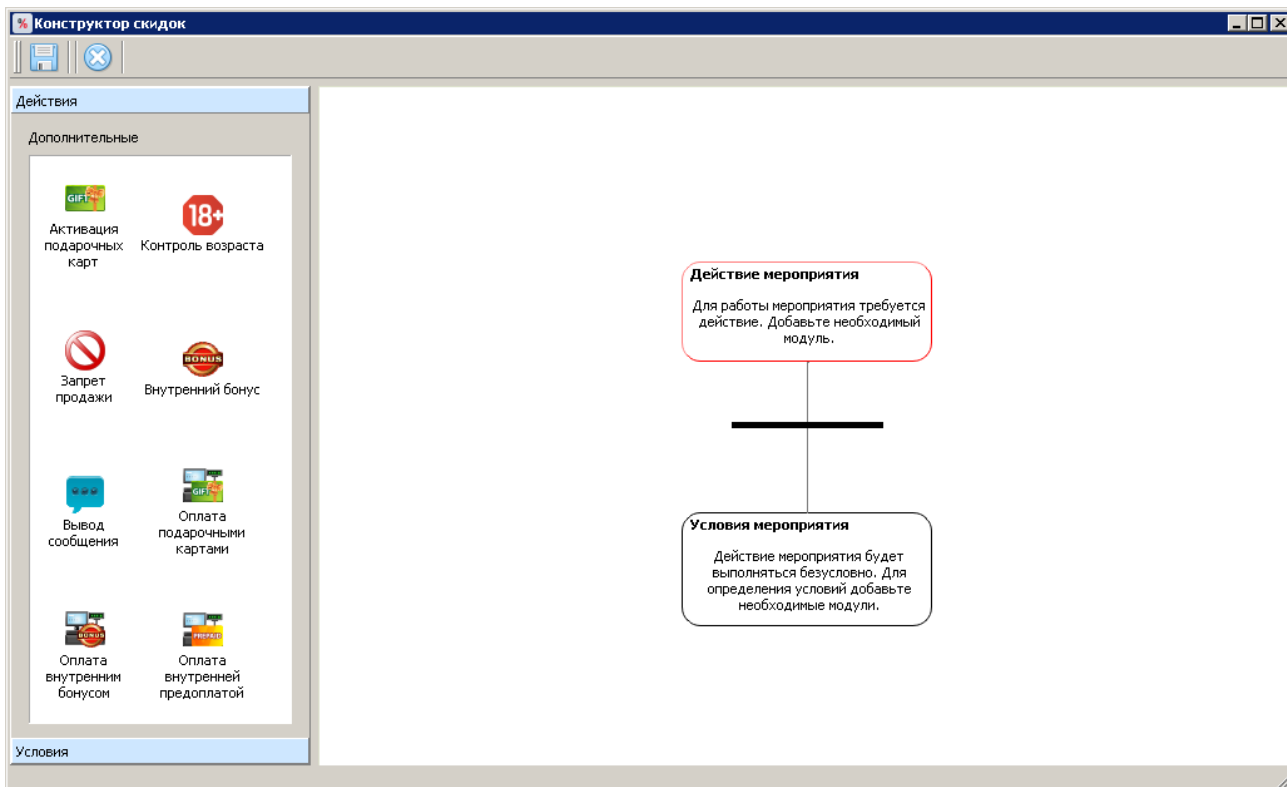 Конструктор скидок
Действия
Дополнительные
GIFT
Активация
подарочных
карт
18+
Контроль возраста
Запрет
продажи
BONUS
Внутренний бонус
Вывод
сообщения
GIFT
Оплата
подарочными
картами
BONUS
Оплата
внутренним
бонусом
PREPAID
Оплата
внутренней
предоплатой
Условия
Действие мероприятия
Для работы мероприятия требуется
действие. Добавьте необходимый
модуль.
Условия мероприятия
Действие мероприятия будет
выполняться безусловно. Для
определения условий добавьте
необходимые модули.